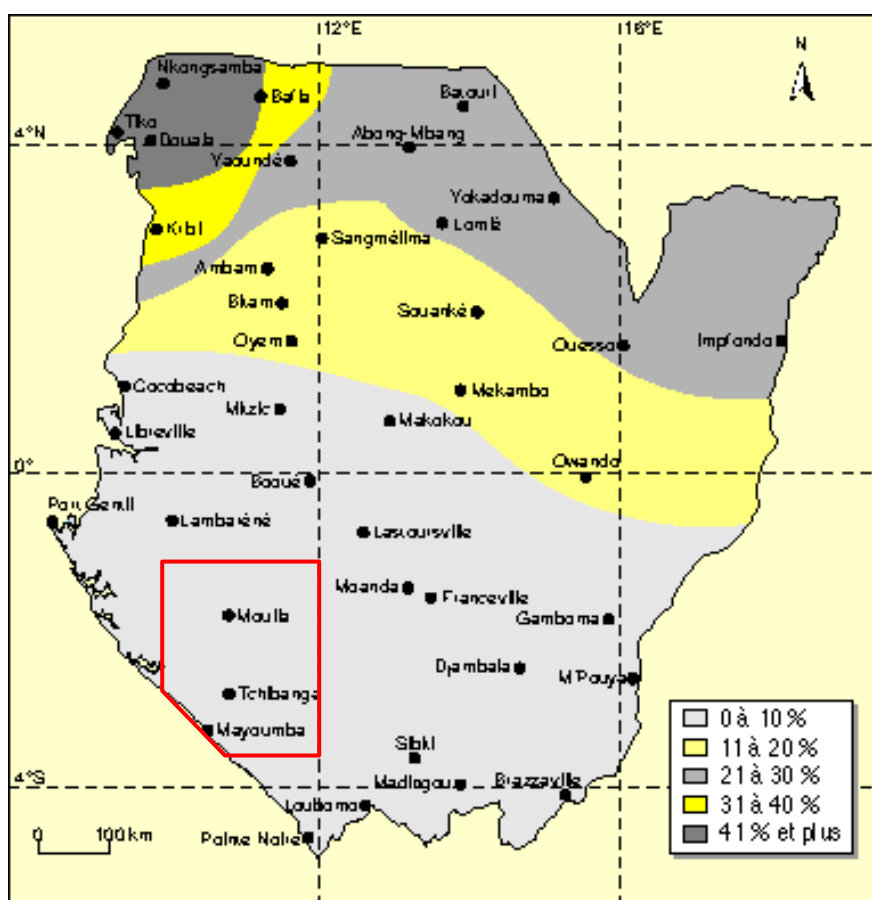 12°E
16°E
N
Nkongsamba
Bafia
Batouri
Tiko
4°N
Douala
Abong-Mbang
Yaoundé
Yokadouma
Kribi
Lomié
Sangmélima
Ambam
Bitam
Souanké
Oyem
Ouesso
Impfondo
Cocobeach
Mekambo
Mitzic
Makokou
Libreville
0°
Owando
Booué
Port Gentil
Lambaréné
Lastoursville
Moanda
Franceville
Mouila
Gamboma
Djambala
M'Pouya
Tchibanga
Mayoumba
Sibiti
4°S
Madingou
Brazzaville
Loubomo
Pointe Noire
0
100 km
0 à 10 %
11 à 20 %
21 à 30 %
31 à 40 %
41 % et plus